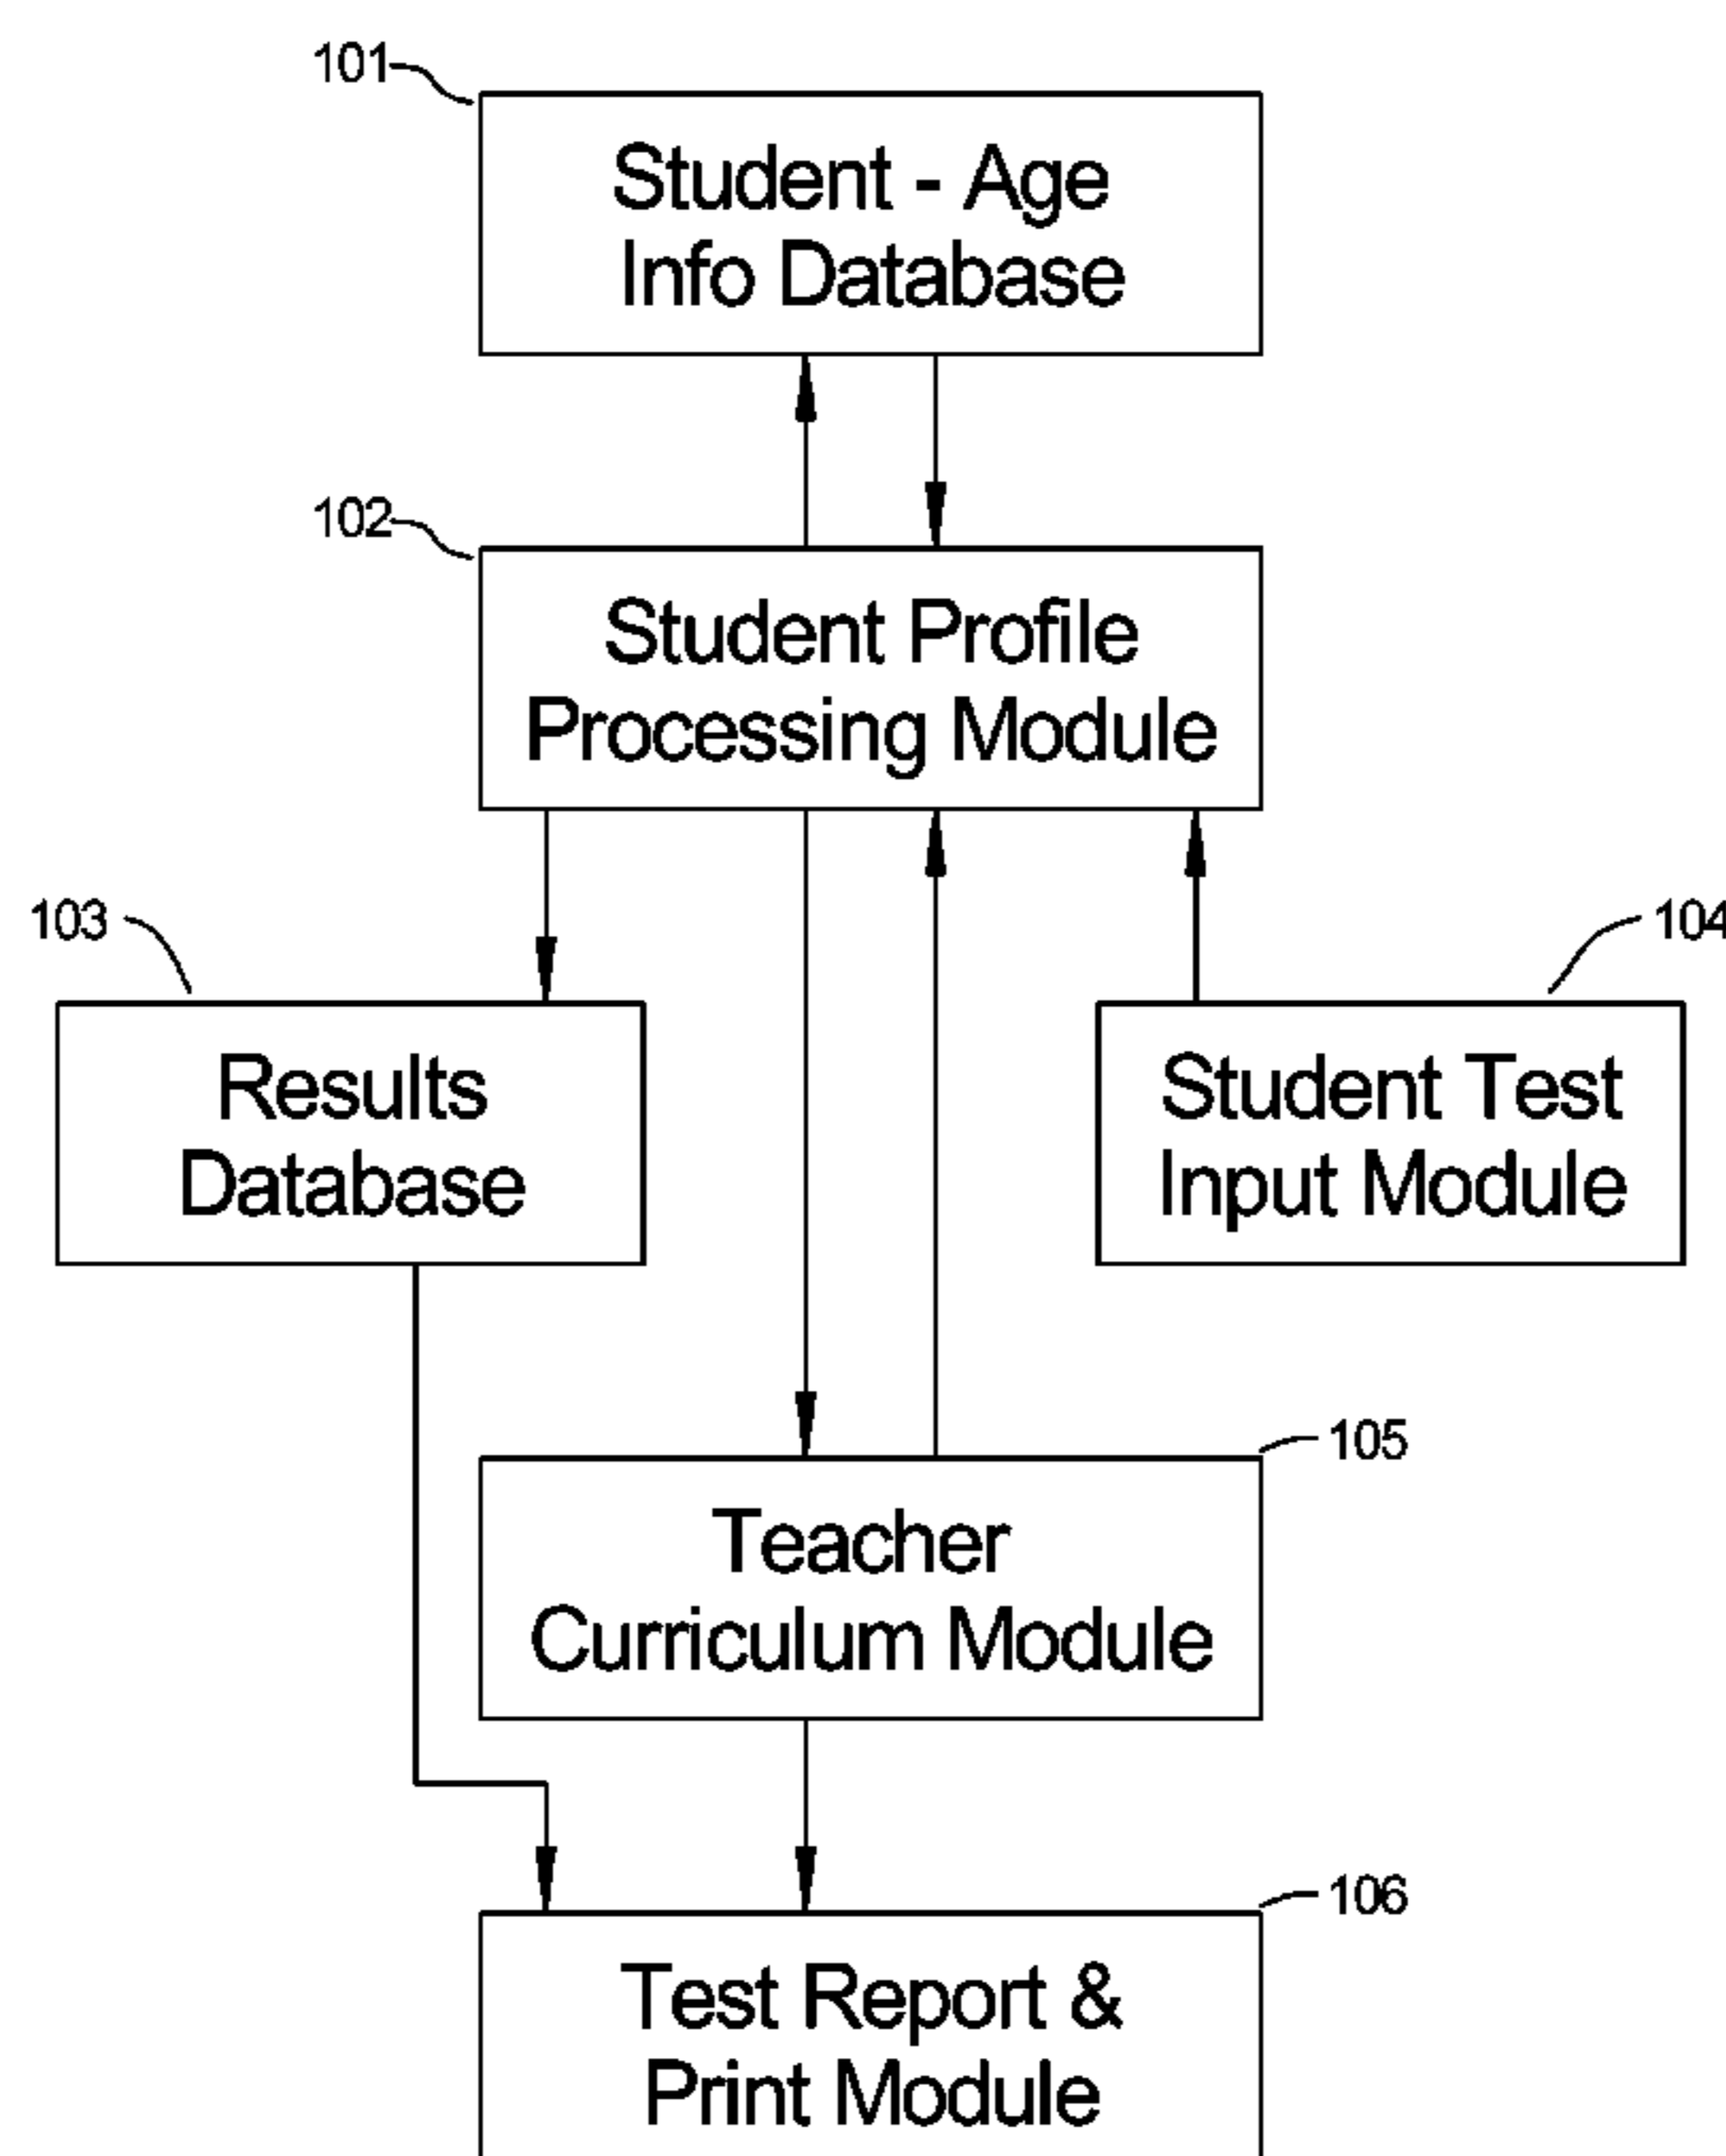 101
Student - Age
Info Database
102
Student Profile
Processing Module
103
104
Results
Database
Student Test
Input Module
105
Teacher
Curriculum Module
106
Test Report &
Print Module